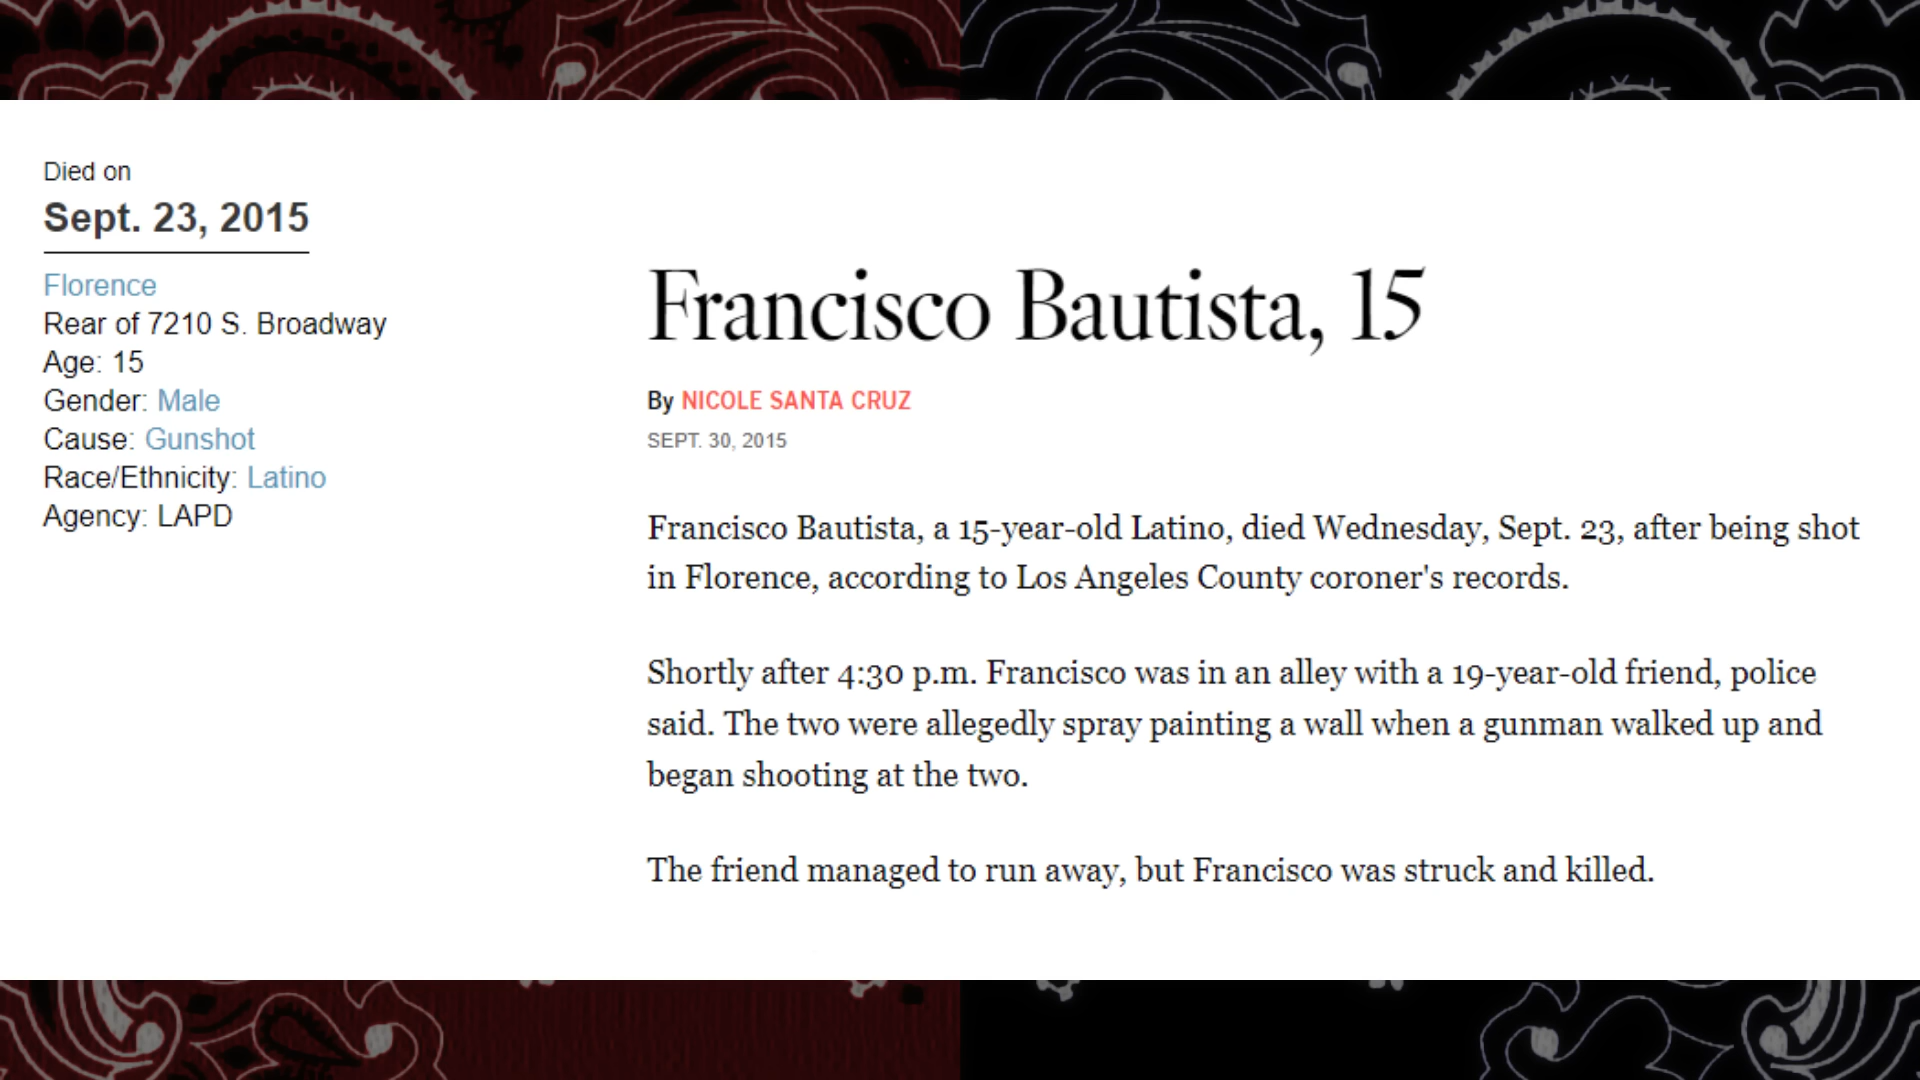 Died on
Sept. 23, 2015
Florence
Rear of 7210 S. Broadway
Age: 15
Gender: Male
Cause: Gunshot
Race/Ethnicity: Latino
Agency: LAPD
Francisco Bautista, 15
By NICOLE SANTA CRUZ
SEPT. 30, 2015
Francisco Bautista, a 15-year-old Latino, died Wednesday, Sept. 23, after being shot
in Florence, according to Los Angeles County coroner's records.
Shortly after 4:30 p.m. Francisco was in an alley with a 19-year-old friend, police
said. The two were allegedly spray painting a wall when a gunman walked up and
began shooting at the two.
The friend managed to run away, but Francisco was struck and killed.